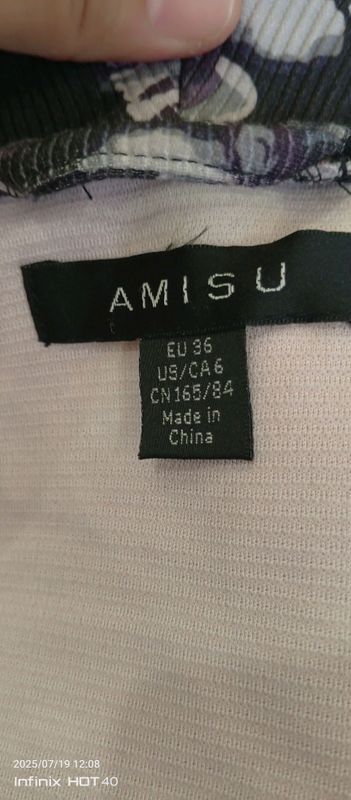 AMISU
EU 36
US/CA 6
CN 165/84
Made in
China
2025/07/19 12:08
Infinix HOT 40